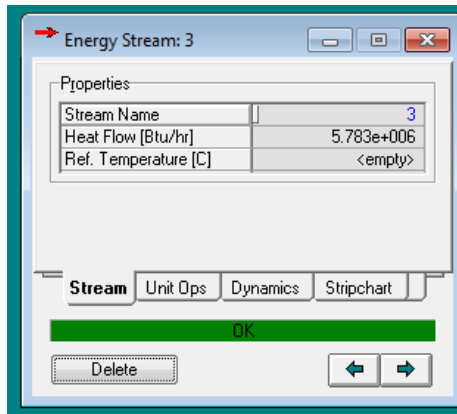 Energy Stream: 3
Properties
Stream Name 3
Heat Flow [Btu/hr] 5.783e+006
Ref. Temperature [C] <empty>
Stream Unit Ops Dynamics Stripchart
OK
Delete